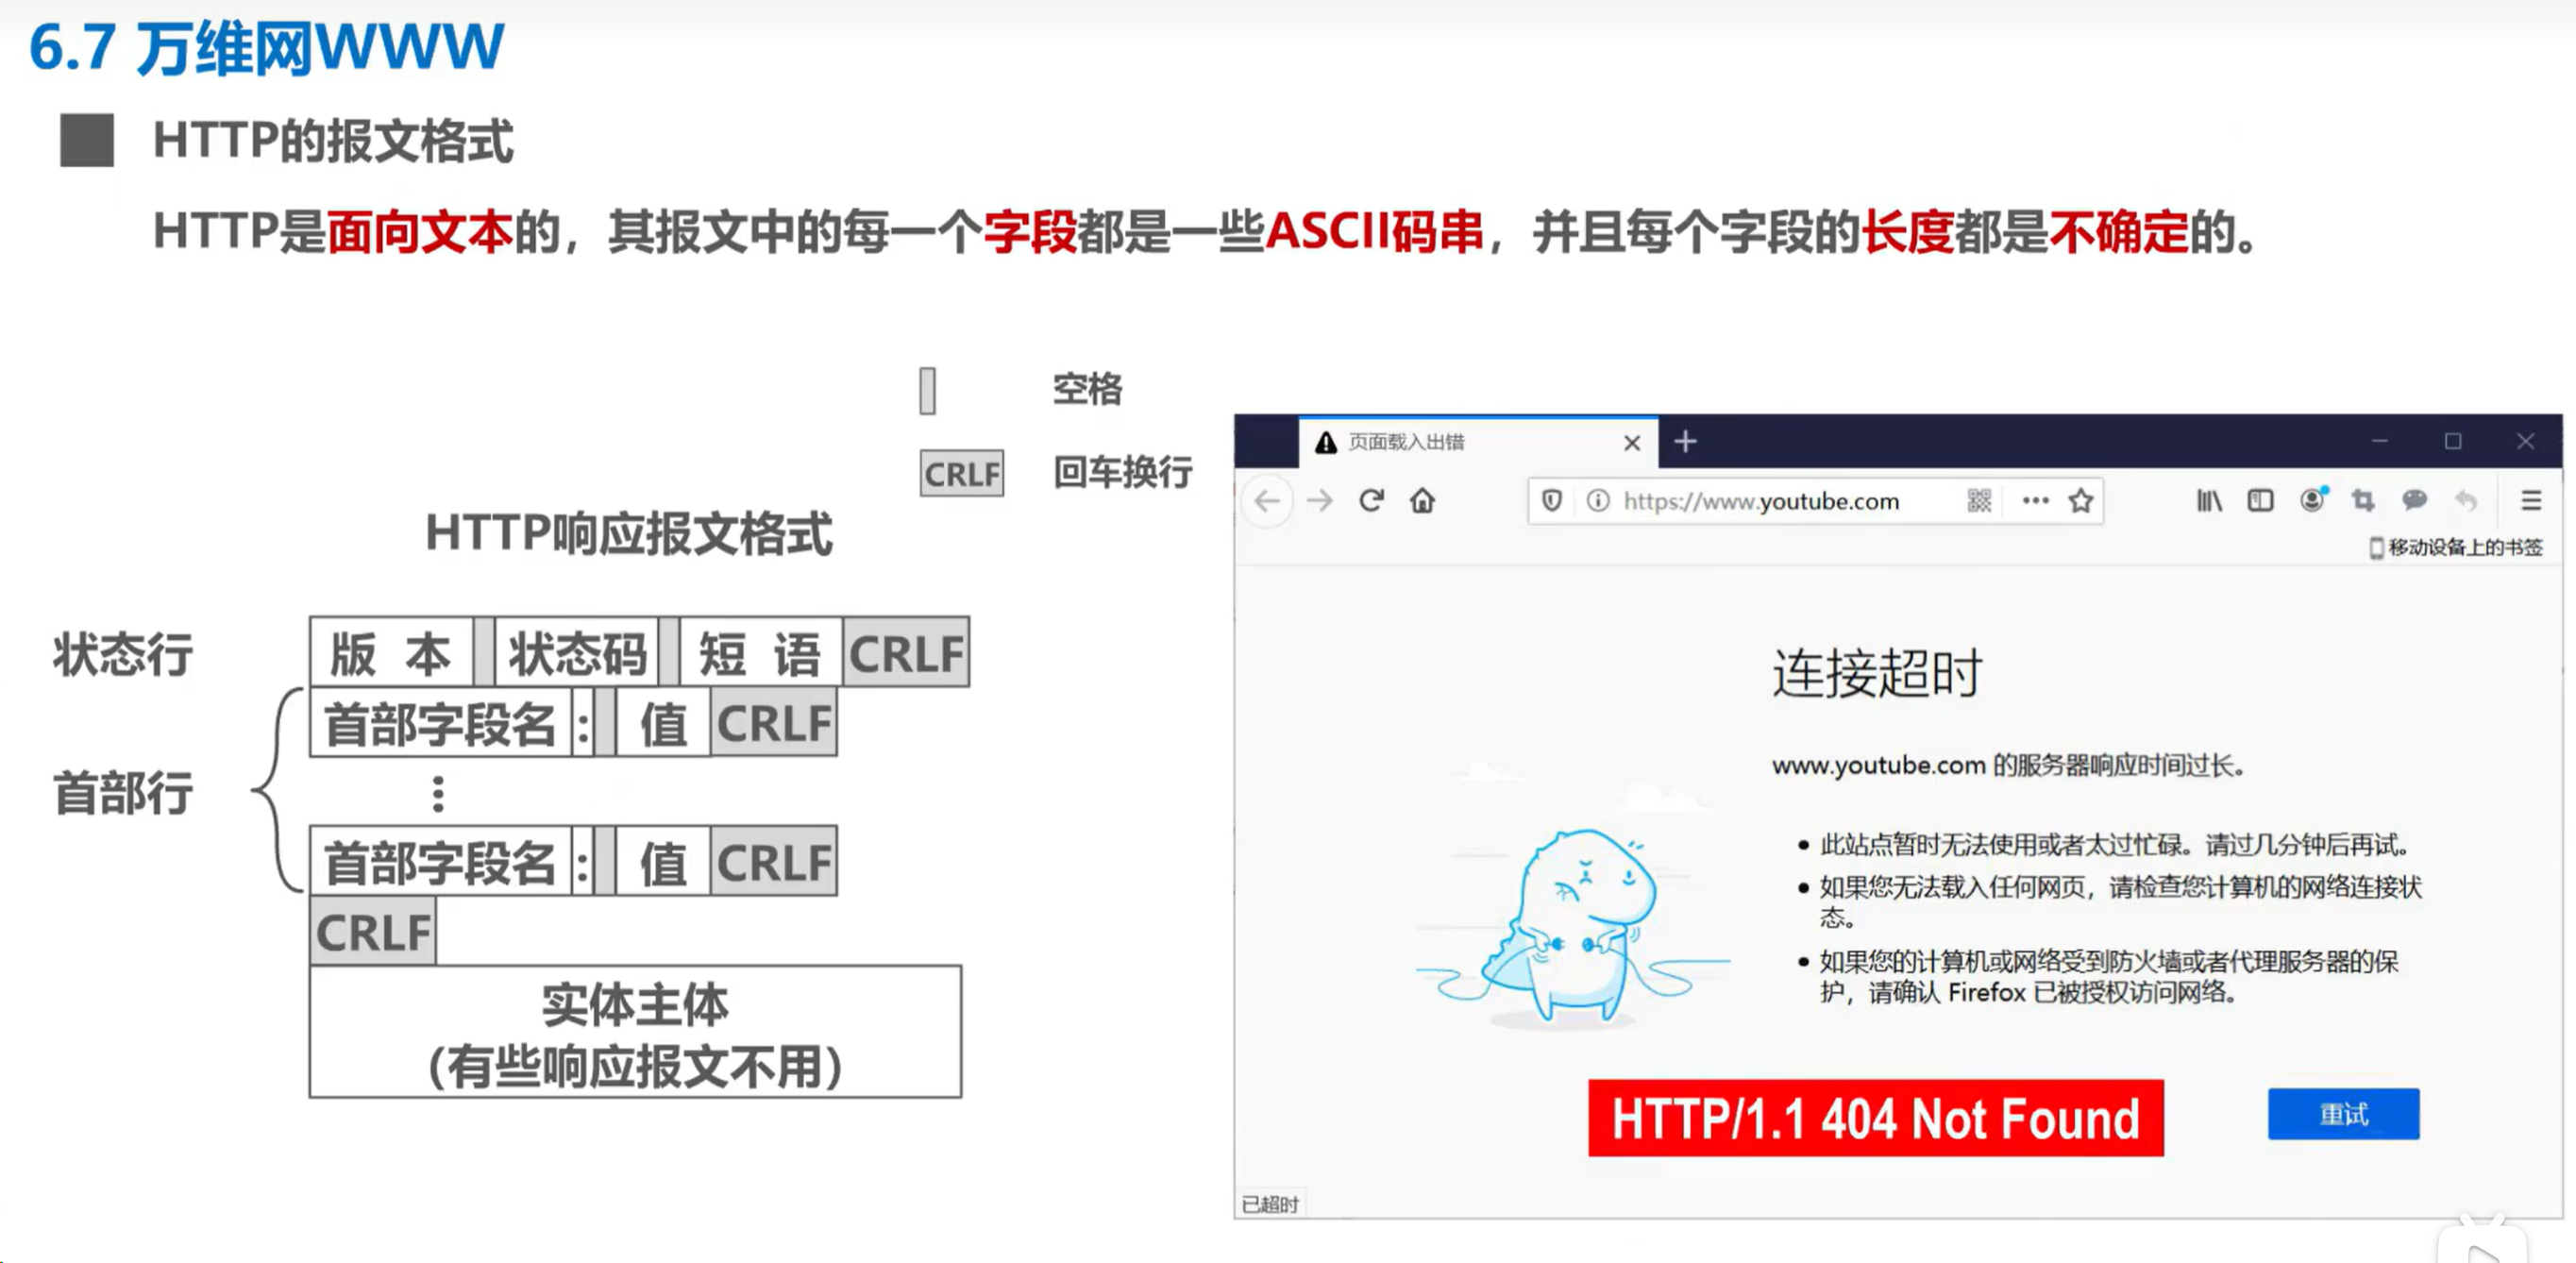 6.7 万维网WWW
HTTP的报文格式
HTTP是面向文本的，其报文中的每一个字段都是一些ASCII码串，并且每个字段的长度都是不确定的。
空格
CRLF 回车换行
HTTP响应报文格式
状态行 版 本 状态码 短 语 CRLF
首部字段名 : 值 CRLF
首部行
首部字段名 : 值 CRLF
CRLF
实体主体
（有些响应报文不用）
页面载入出错
https://www.youtube.com
移动设备上的书签
连接超时
www.youtube.com 的服务器响应时间过长。
此站点暂时无法使用或者太过忙碌。请过几分钟后再试。
如果您无法载入任何网页，请检查您计算机的网络连接状
态。
如果您的计算机或网络受到防火墙或者代理服务器的保
护，请确认 Firefox 已被授权访问网络。
HTTP/1.1 404 Not Found
重试
已超时